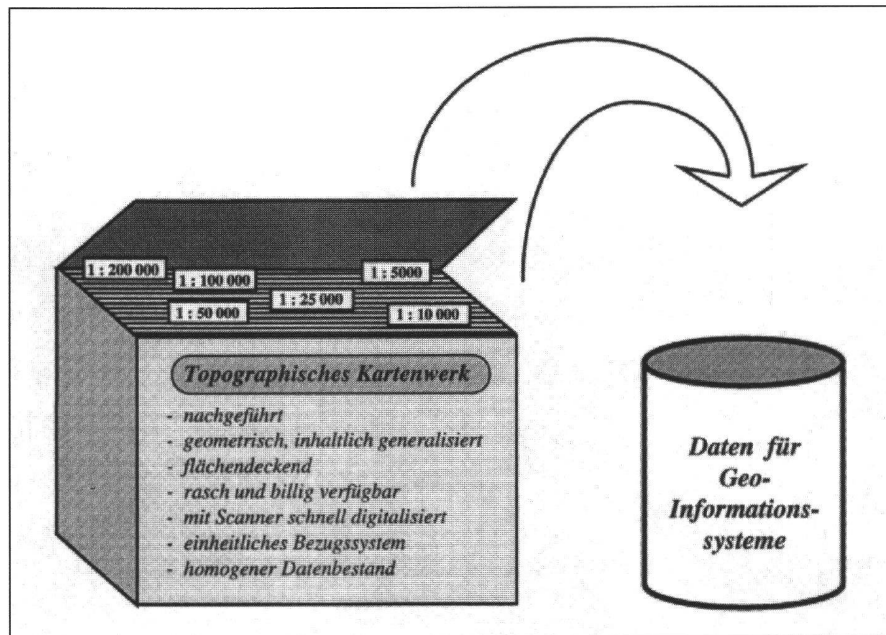 1 : 200 000
1 : 100 000
1 : 5000
1 : 50 000
1 : 25 000
1 : 10 000
Topographisches Kartenwerk
- nachgeführt
- geometrisch, inhaltlich generalisiert
- flächendeckend
- rasch und billig verfügbar
- mit Scanner schnell digitalisiert
- einheitliches Bezugssystem
- homogener Datenbestand
Daten für
Geo-
Informations-
systeme